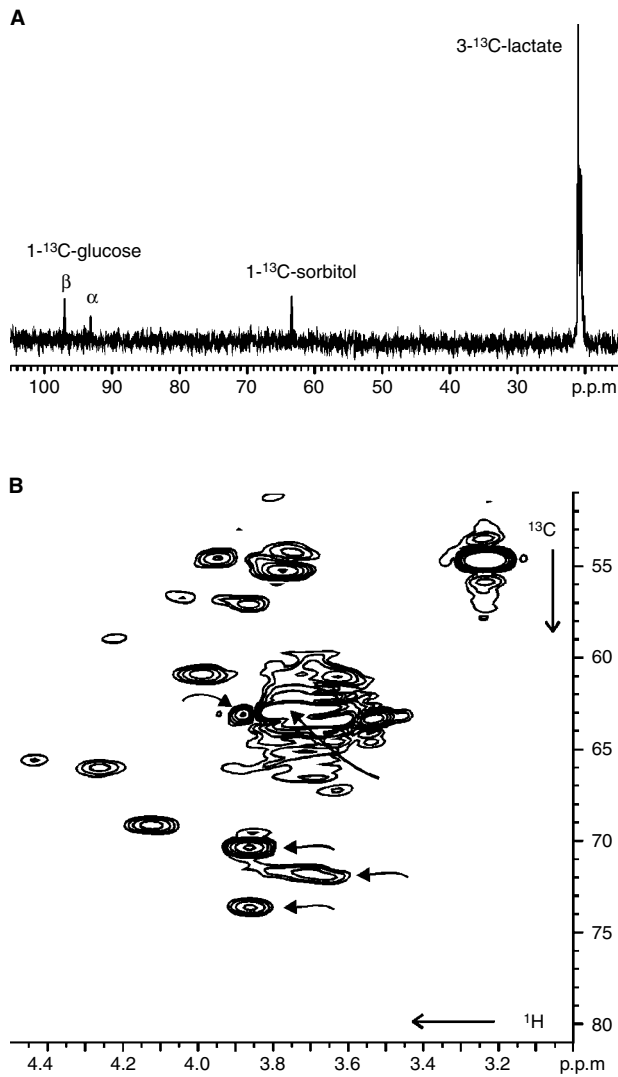 A
3-¹³C-lactate
1-¹³C-glucose
β
α
1-¹³C-sorbitol
100 90 80 70 60 50 40 30 p.p.m
B
¹³C
55
60
65
70
75
80
¹H
4.4 4.2 4.0 3.8 3.6 3.4 3.2 p.p.m